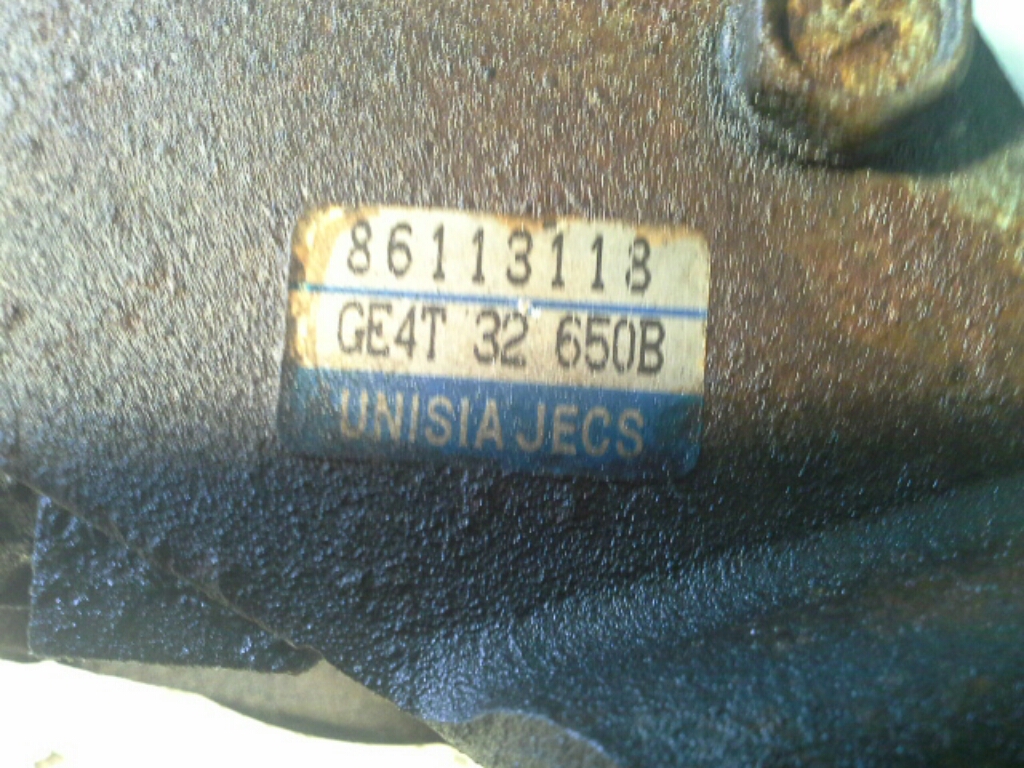 86113118
GE4T 32 650B
UNISIA JECS